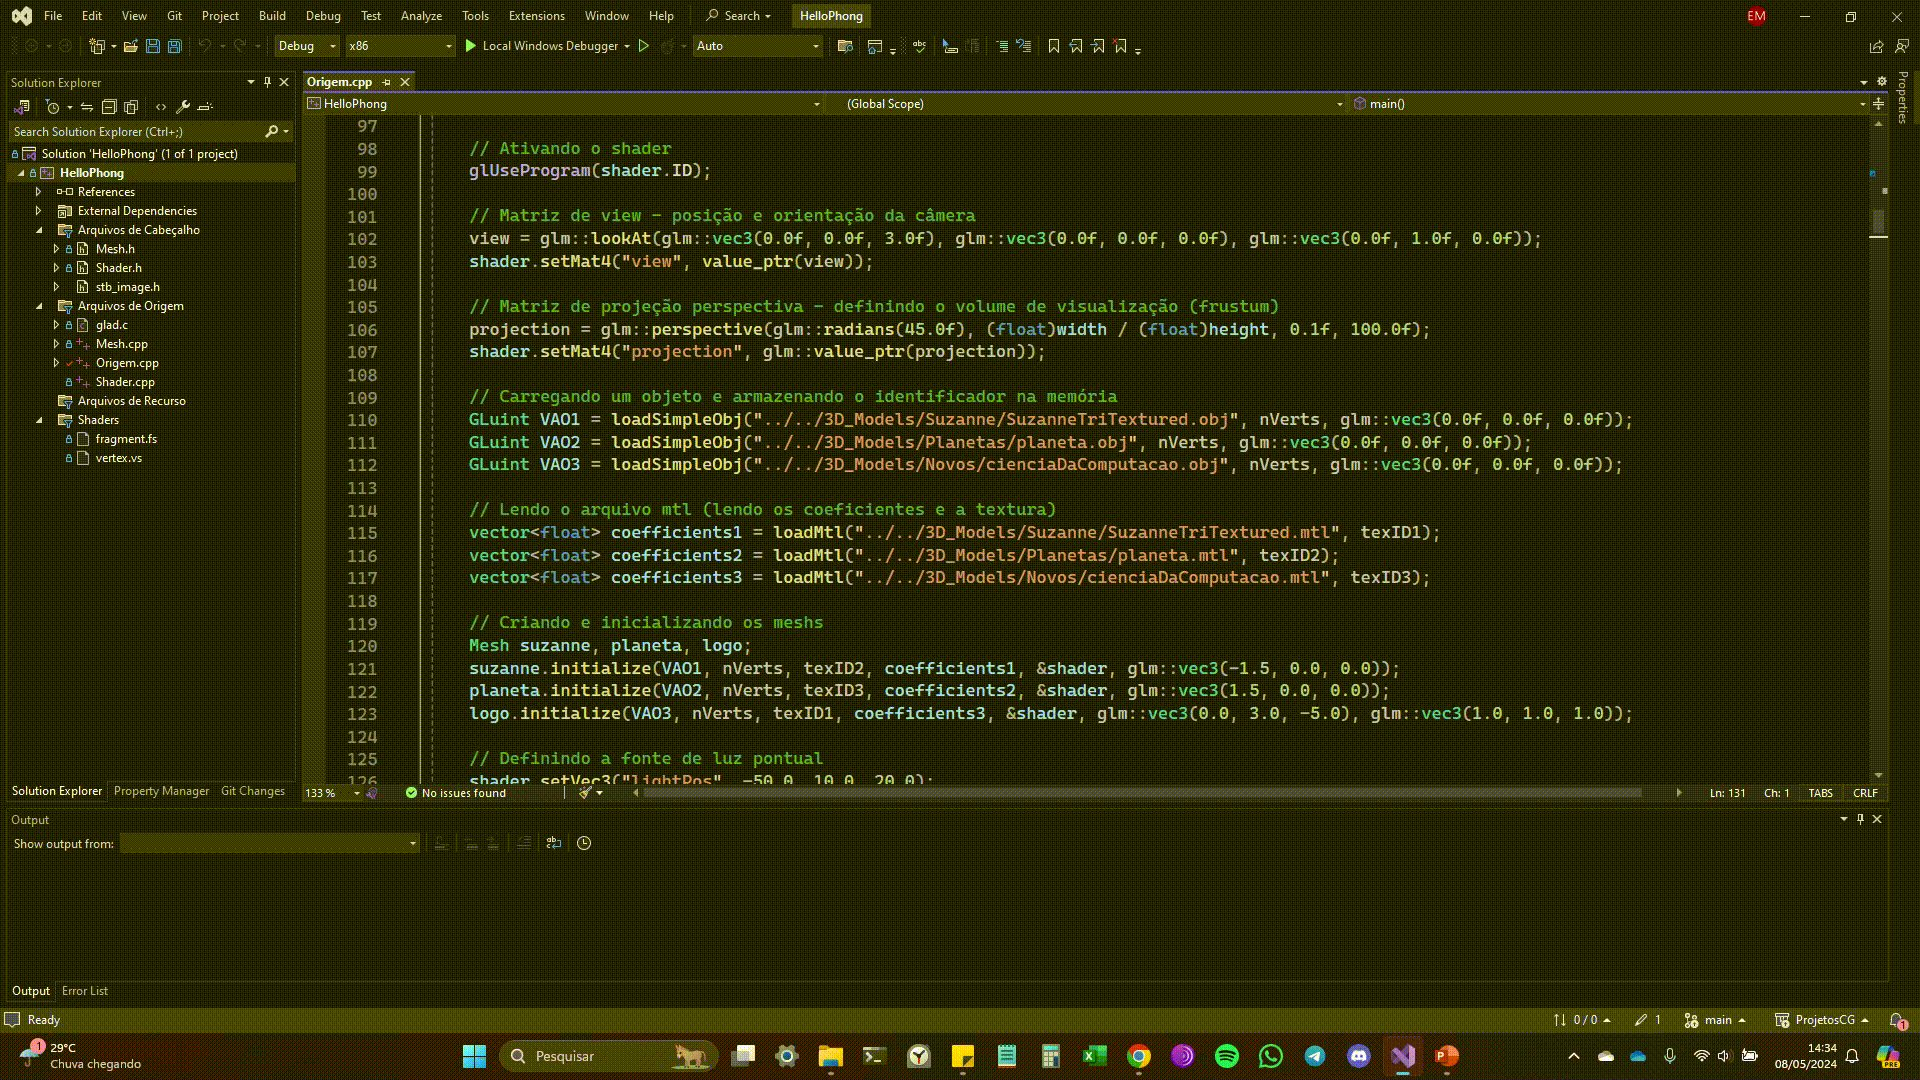 File Edit View Git Project Build Debug Test Analyze Tools Extensions Window Help Search HelloPhong EM
Debug x86 Local Windows Debugger Auto
Solution Explorer
Search Solution Explorer (Ctrl+;)
Solution 'HelloPhong' (1 of 1 project)
HelloPhong
References
External Dependencies
Arquivos de Cabeçalho
Mesh.h
Shader.h
stb_image.h
Arquivos de Origem
glad.c
Mesh.cpp
Origem.cpp
Shader.cpp
Arquivos de Recurso
Shaders
fragment.fs
vertex.vs
Solution Explorer Property Manager Git Changes
Origem.cpp
HelloPhong (Global Scope) main()
Properties
97
98 // Ativando o shader
99 glUseProgram(shader.ID);
100
101 // Matriz de view - posição e orientação da câmera
102 view = glm::lookAt(glm::vec3(0.0f, 0.0f, 3.0f), glm::vec3(0.0f, 0.0f, 0.0f), glm::vec3(0.0f, 1.0f, 0.0f));
103 shader.setMat4("view", value_ptr(view));
104
105 // Matriz de projeção perspectiva - definindo o volume de visualização (frustum)
106 projection = glm::perspective(glm::radians(45.0f), (float)width / (float)height, 0.1f, 100.0f);
107 shader.setMat4("projection", glm::value_ptr(projection));
108
109 // Carregando um objeto e armazenando o identificador na memória
110 GLuint VAO1 = loadSimpleObj("../../3D_Models/Suzanne/SuzanneTriTextured.obj", nVerts, glm::vec3(0.0f, 0.0f, 0.0f));
111 GLuint VAO2 = loadSimpleObj("../../3D_Models/Planetas/planeta.obj", nVerts, glm::vec3(0.0f, 0.0f, 0.0f));
112 GLuint VAO3 = loadSimpleObj("../../3D_Models/Novos/cienciaDaComputacao.obj", nVerts, glm::vec3(0.0f, 0.0f, 0.0f));
113
114 // Lendo o arquivo mtl (lendo os coeficientes e a textura)
115 vector<float> coefficients1 = loadMtl("../../3D_Models/Suzanne/SuzanneTriTextured.mtl", texID1);
116 vector<float> coefficients2 = loadMtl("../../3D_Models/Planetas/planeta.mtl", texID2);
117 vector<float> coefficients3 = loadMtl("../../3D_Models/Novos/cienciaDaComputacao.mtl", texID3);
118
119 // Criando e inicializando os meshs
120 Mesh suzanne, planeta, logo;
121 suzanne.initialize(VAO1, nVerts, texID2, coefficients1, &shader, glm::vec3(-1.5, 0.0, 0.0));
122 planeta.initialize(VAO2, nVerts, texID3, coefficients2, &shader, glm::vec3(1.5, 0.0, 0.0));
123 logo.initialize(VAO3, nVerts, texID1, coefficients3, &shader, glm::vec3(0.0, 3.0, -5.0), glm::vec3(1.0, 1.0, 1.0));
124
125 // Definindo a fonte de luz pontual
126 shader.setVec3("lightPos", -50.0, 10.0, 20.0);
133 % No issues found Ln: 131 Ch: 1 TABS CRLF
Output
Show output from:
Output Error List
Ready 0 / 0 1 main ProjetosCG 1
1 29°C
Chuva chegando
Pesquisar
14:34
08/05/2024
PRE